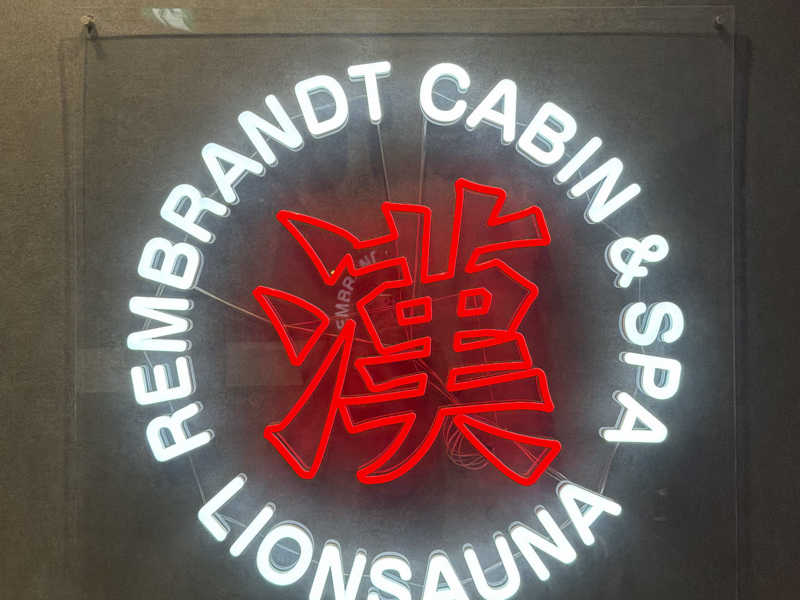 REMBRANDT CABIN & SPA
漢
LIONSAUNA